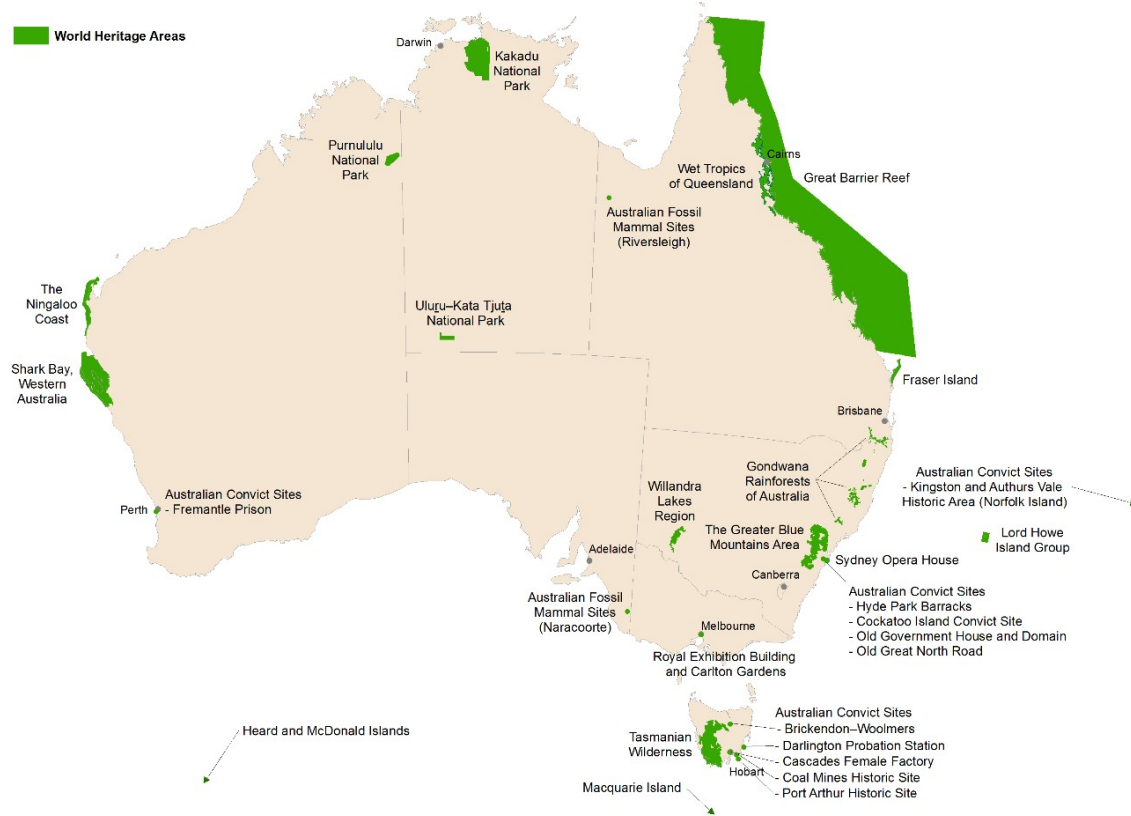 World Heritage Areas
Darwin
Kakadu
National
Park
Purnululu
National
Park
Cairns
Wet Tropics
of Queensland
Great Barrier Reef
Australian Fossil
Mammal Sites
(Riversleigh)
The
Ningaloo
Coast
Uluṟu–Kata Tjuṯa
National Park
Shark Bay,
Western
Australia
Fraser Island
Brisbane
Gondwana
Rainforests
of Australia
Australian Convict Sites
- Kingston and Authurs Vale
Historic Area (Norfolk Island)
Perth
Australian Convict Sites
- Fremantle Prison
Willandra
Lakes
Region
The Greater Blue
Mountains Area
Lord Howe
Island Group
Adelaide
Sydney Opera House
Canberra
Australian Convict Sites
- Hyde Park Barracks
- Cockatoo Island Convict Site
- Old Government House and Domain
- Old Great North Road
Australian Fossil
Mammal Sites
(Naracoorte)
Melbourne
Royal Exhibition Building
and Carlton Gardens
Heard and McDonald Islands
Tasmanian
Wilderness
Australian Convict Sites
- Brickendon–Woolmers
- Darlington Probation Station
- Cascades Female Factory
- Coal Mines Historic Site
- Port Arthur Historic Site
Hobart
Macquarie Island